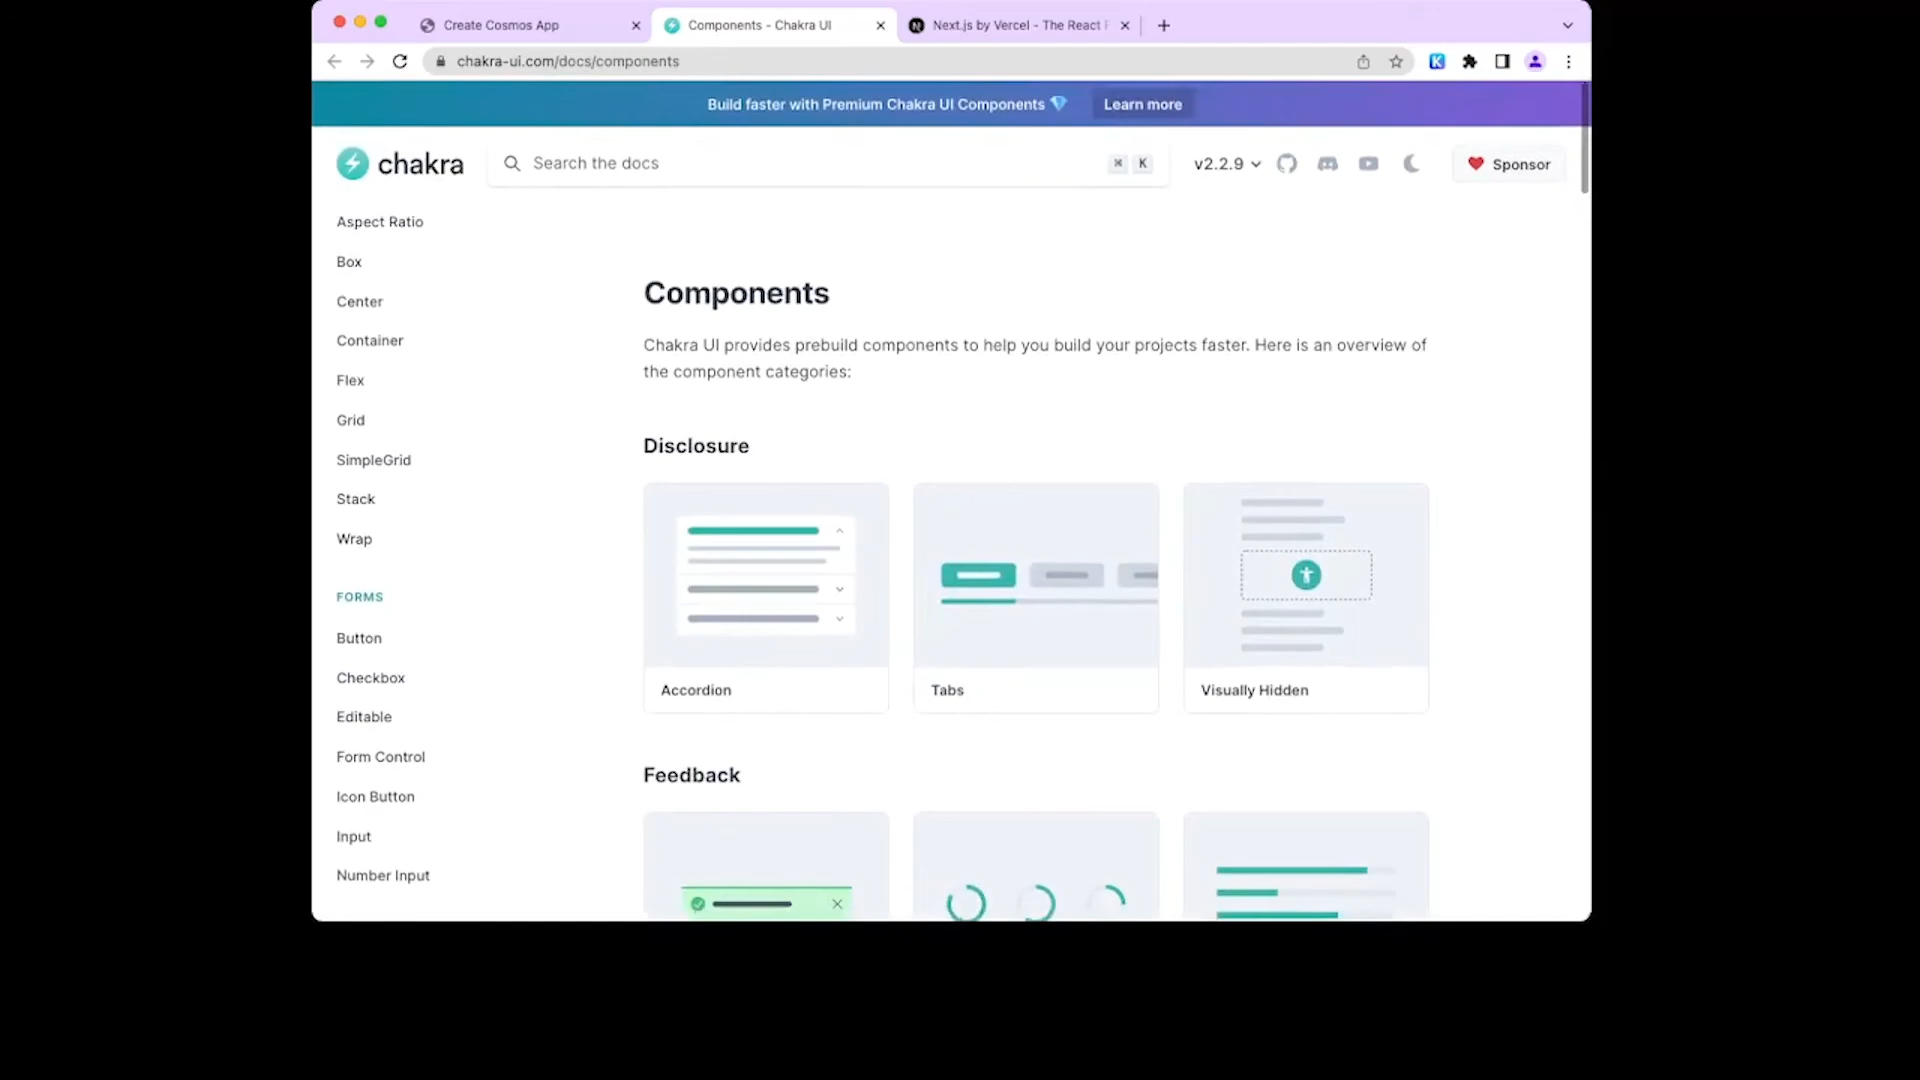 Create Cosmos App
Components - Chakra UI
Next.js by Vercel - The React F
chakra-ui.com/docs/components
Build faster with Premium Chakra UI Components
Learn more
chakra
Search the docs
⌘ K
v2.2.9
Sponsor
Aspect Ratio
Box
Center
Container
Flex
Grid
SimpleGrid
Stack
Wrap
FORMS
Button
Checkbox
Editable
Form Control
Icon Button
Input
Number Input
Components
Chakra UI provides prebuild components to help you build your projects faster. Here is an overview of
the component categories:
Disclosure
Accordion
Tabs
Visually Hidden
Feedback